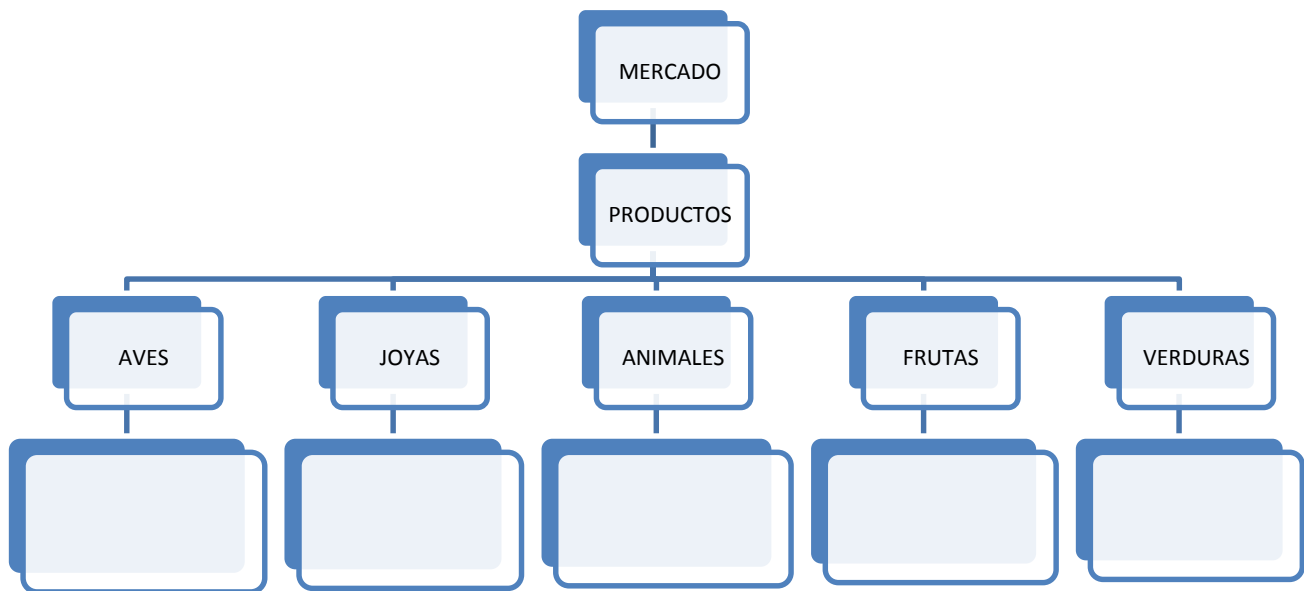 MERCADO
PRODUCTOS
AVES
JOYAS
ANIMALES
FRUTAS
VERDURAS